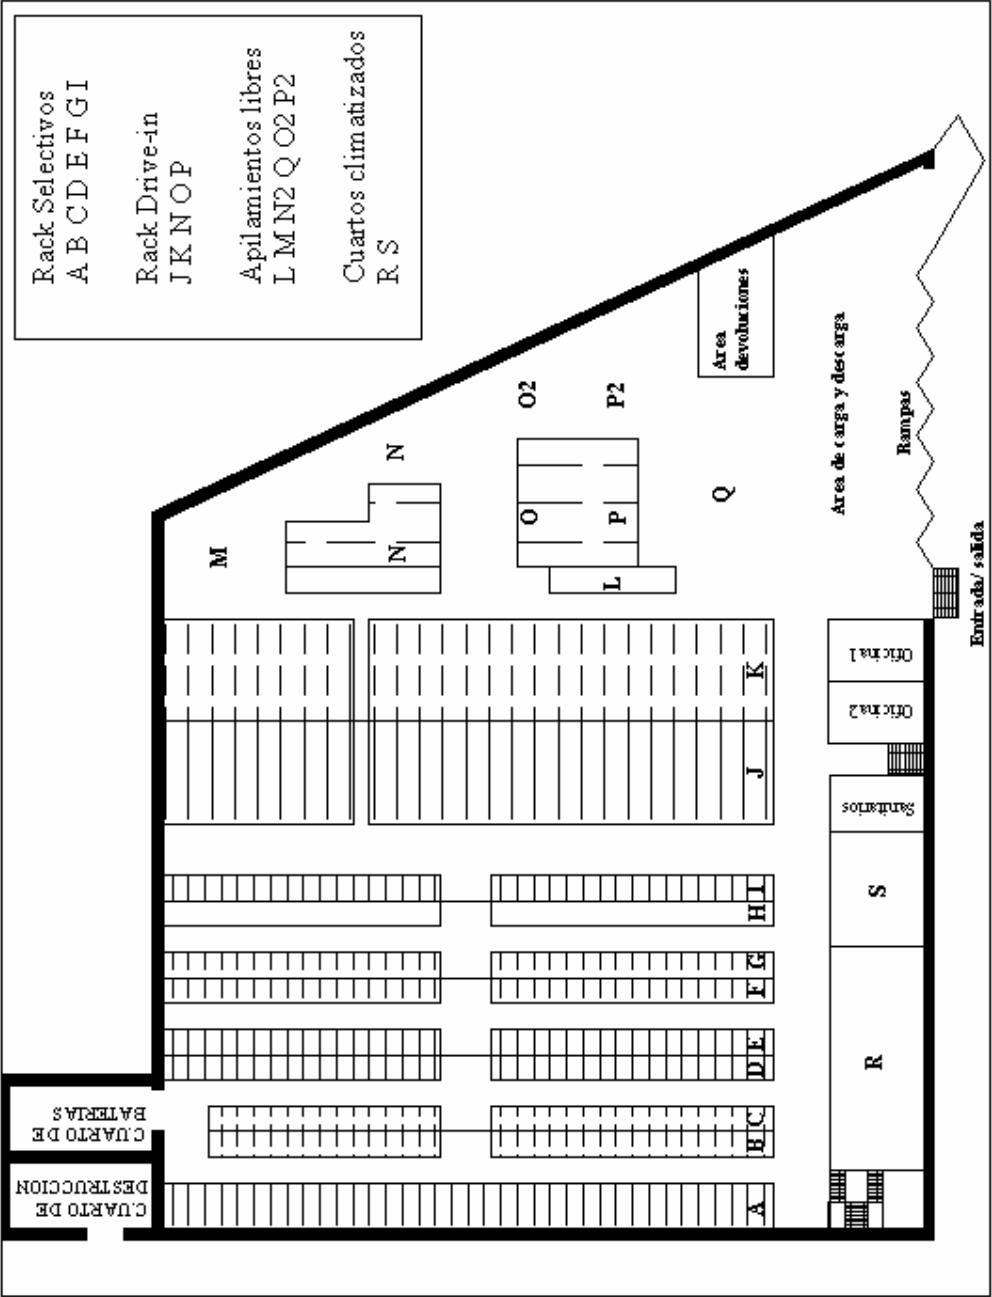 Rack Selectivos
A B C D E F G I
Rack Drive-in
J K N O P
Apilamientos libres
L M N2 Q O2 P2
Cuartos climatizados
R S
CUARTO DE
DESTRUCCION
CUARTO DE
BATERIAS
A
B C
D E
F G
H I
J
K
M
N
N
L
O
P
O2
P2
Q
Area
devoluciones
Area de carga y descarga
Rampas
Entrada/ salida
R
S
Sanitarios
Oficina2
Oficina1